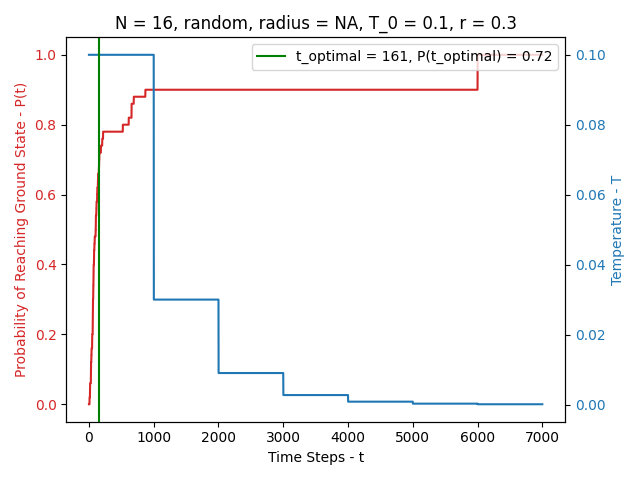 N = 16, random, radius = NA, T_0 = 0.1, r = 0.3
t_optimal = 161, P(t_optimal) = 0.72
Probability of Reaching Ground State - P(t)
1.0
0.8
0.6
0.4
0.2
0.0
0.10
0.08
0.06
0.04
0.02
0.00
Temperature - T
0 1000 2000 3000 4000 5000 6000 7000
Time Steps - t